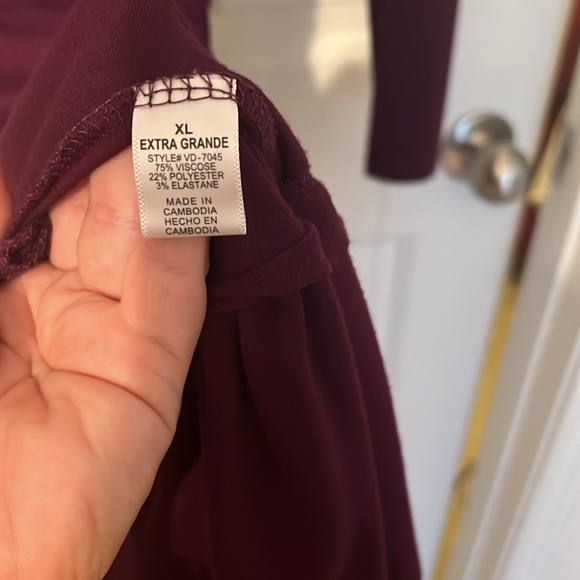 XL
EXTRA GRANDE
STYLE# VD-7045
75% VISCOSE
22% POLYESTER
3% ELASTANE
MADE IN
CAMBODIA
HECHO EN
CAMBODIA